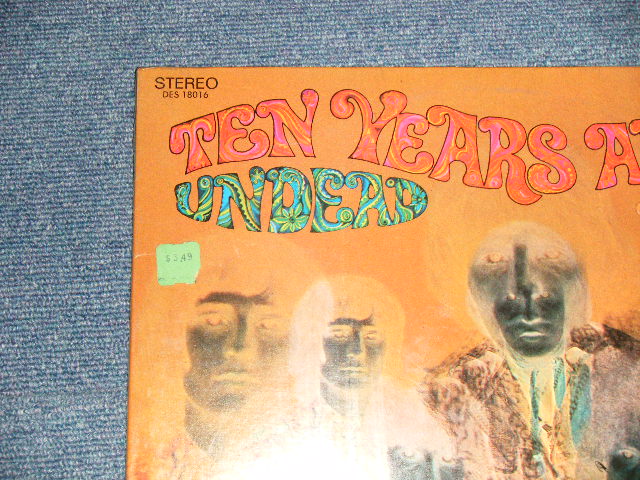 STEREO
DES 18016
TEN YEARS A
UNDEAD
$3.49